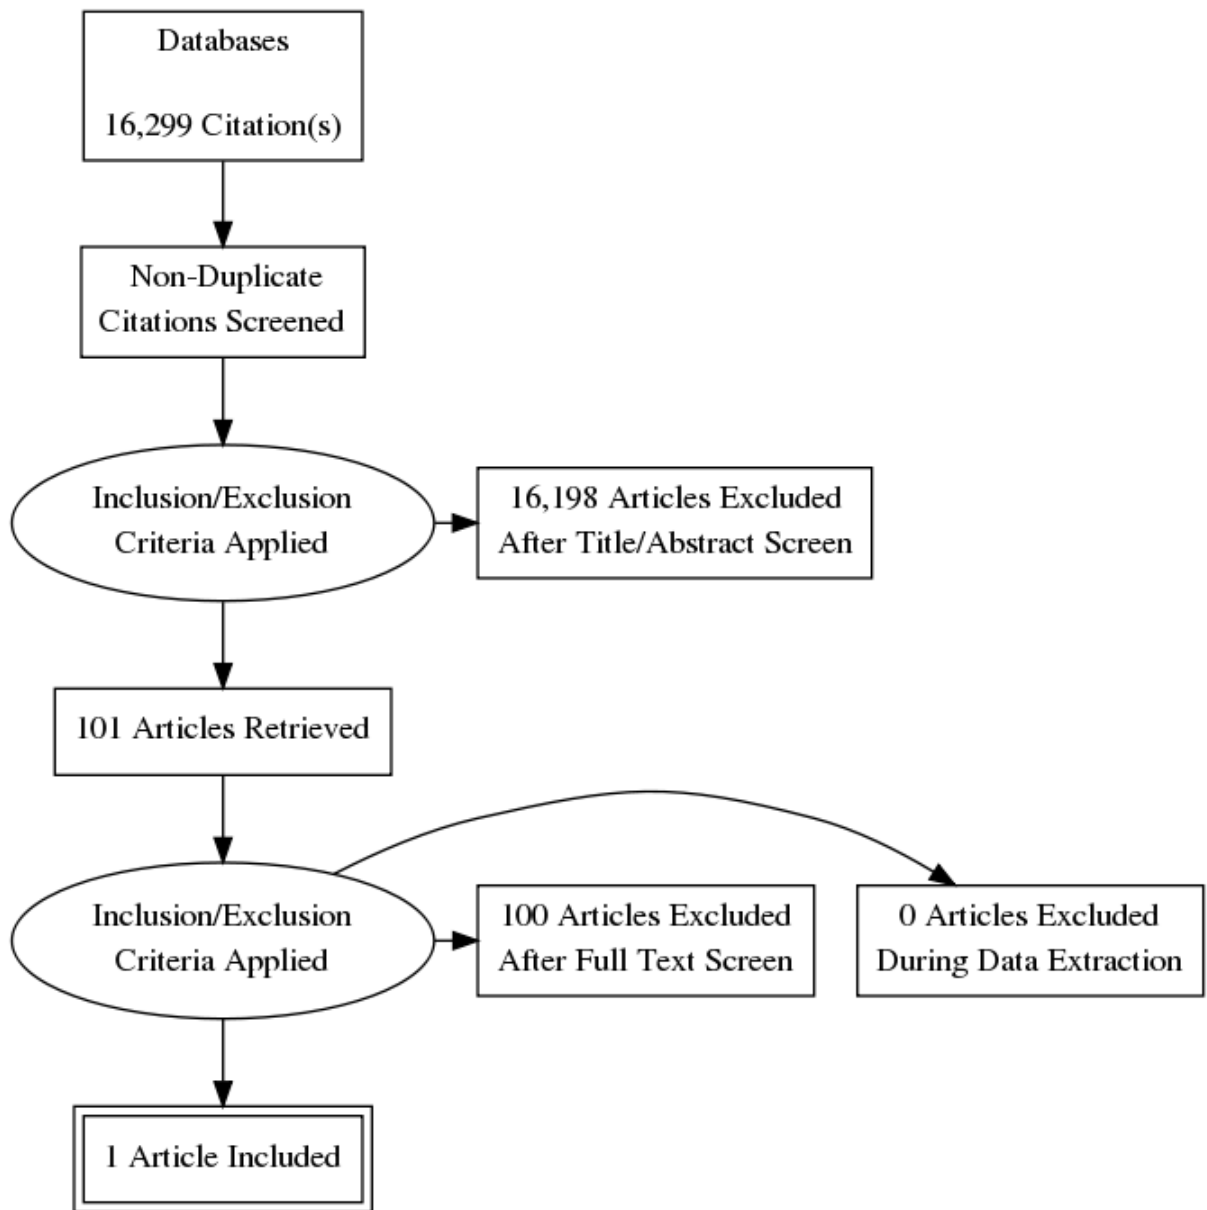 Databases
16,299 Citation(s)
Non-Duplicate
Citations Screened
Inclusion/Exclusion
Criteria Applied
16,198 Articles Excluded
After Title/Abstract Screen
101 Articles Retrieved
Inclusion/Exclusion
Criteria Applied
100 Articles Excluded
After Full Text Screen
0 Articles Excluded
During Data Extraction
1 Article Included